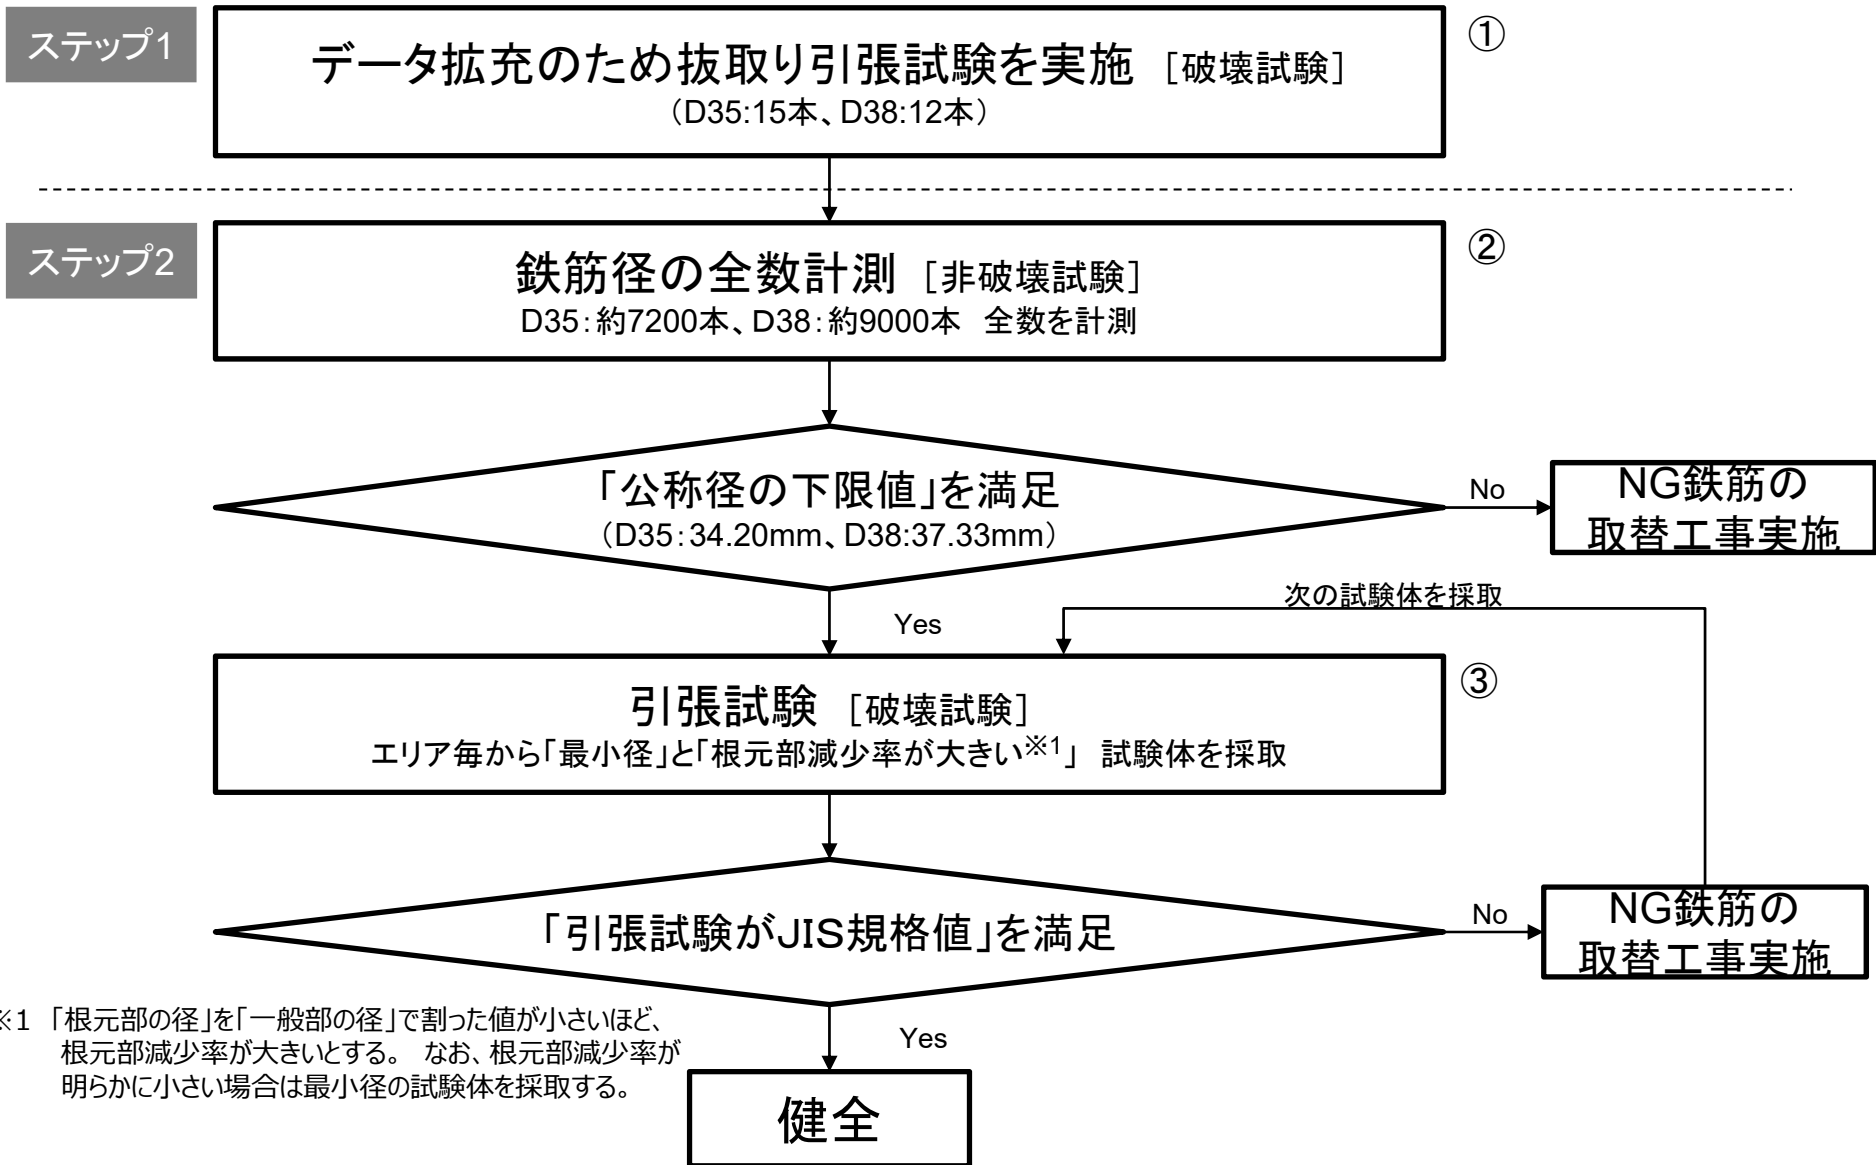 ステップ1
①
データ拡充のため抜取り引張試験を実施 [破壊試験]
（D35:15本、D38:12本）
ステップ2
②
鉄筋径の全数計測 [非破壊試験]
D35：約7200本、D38：約9000本 全数を計測
「公称径の下限値」を満足
（D35：34.20mm、D38:37.33mm）
No
NG鉄筋の
取替工事実施
次の試験体を採取
Yes
③
引張試験 [破壊試験]
エリア毎から「最小径」と「根元部減少率が大きい※1」 試験体を採取
「引張試験がJIS規格値」を満足
No
NG鉄筋の
取替工事実施
※1 「根元部の径」を「一般部の径」で割った値が小さいほど、
根元部減少率が大きいとする。 なお、根元部減少率が
明らかに小さい場合は最小径の試験体を採取する。
Yes
健全